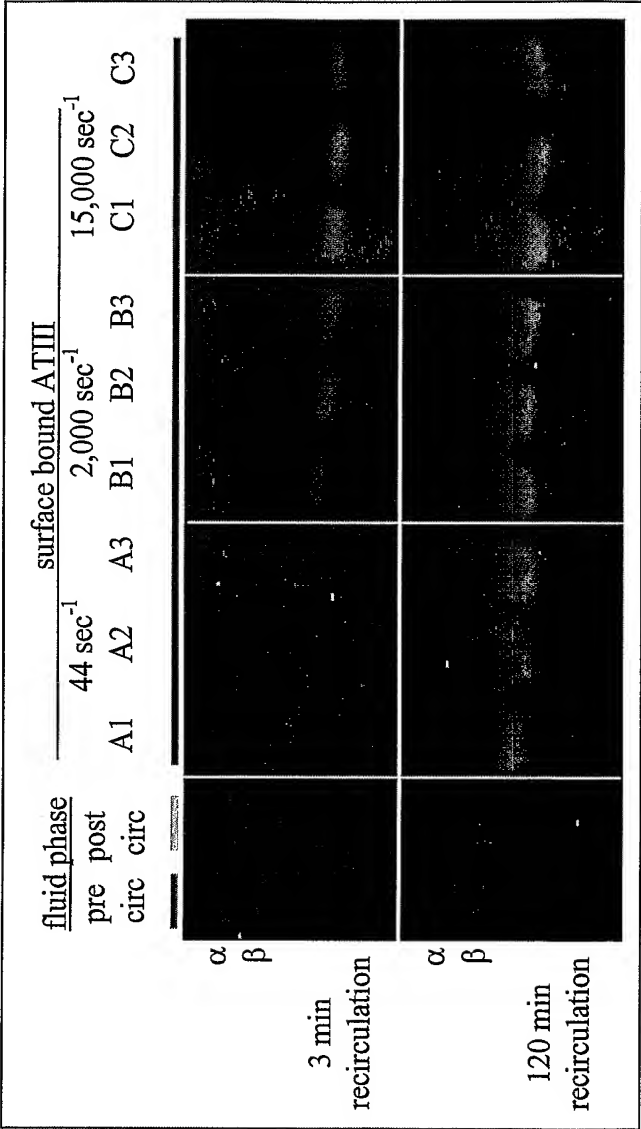 fluid phase
pre post
circ circ
surface bound ATIII
44 sec⁻¹ 2,000 sec⁻¹ 15,000 sec⁻¹
A1 A2 A3 B1 B2 B3 C1 C2 C3
α
β
3 min
recirculation
α
β
120 min
recirculation